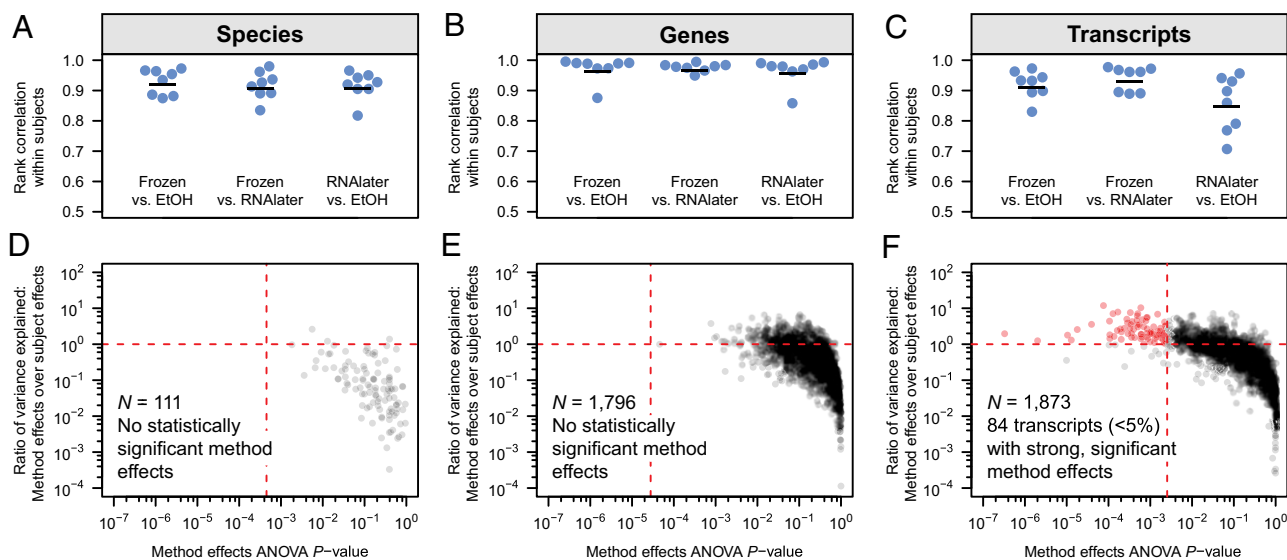 A
Species
Rank correlation
within subjects
1.0
0.9
0.8
0.7
0.6
0.5
Frozen
vs. EtOH
Frozen
vs. RNAlater
RNAlater
vs. EtOH
B
Genes
Rank correlation
within subjects
1.0
0.9
0.8
0.7
0.6
0.5
Frozen
vs. EtOH
Frozen
vs. RNAlater
RNAlater
vs. EtOH
C
Transcripts
Rank correlation
within subjects
1.0
0.9
0.8
0.7
0.6
0.5
Frozen
vs. EtOH
Frozen
vs. RNAlater
RNAlater
vs. EtOH
D
Ratio of variance explained:
Method effects over subject effects
10²
10¹
10⁰
10⁻¹
10⁻²
10⁻³
10⁻⁴
N = 111
No statistically
significant method
effects
10⁻⁷ 10⁻⁶ 10⁻⁵ 10⁻⁴ 10⁻³ 10⁻² 10⁻¹ 10⁰
Method effects ANOVA P−value
E
Ratio of variance explained:
Method effects over subject effects
10²
10¹
10⁰
10⁻¹
10⁻²
10⁻³
10⁻⁴
N = 1,796
No statistically
significant method
effects
10⁻⁷ 10⁻⁶ 10⁻⁵ 10⁻⁴ 10⁻³ 10⁻² 10⁻¹ 10⁰
Method effects ANOVA P−value
F
Ratio of variance explained:
Method effects over subject effects
10²
10¹
10⁰
10⁻¹
10⁻²
10⁻³
10⁻⁴
N = 1,873
84 transcripts (<5%)
with strong, significant
method effects
10⁻⁷ 10⁻⁶ 10⁻⁵ 10⁻⁴ 10⁻³ 10⁻² 10⁻¹ 10⁰
Method effects ANOVA P−value